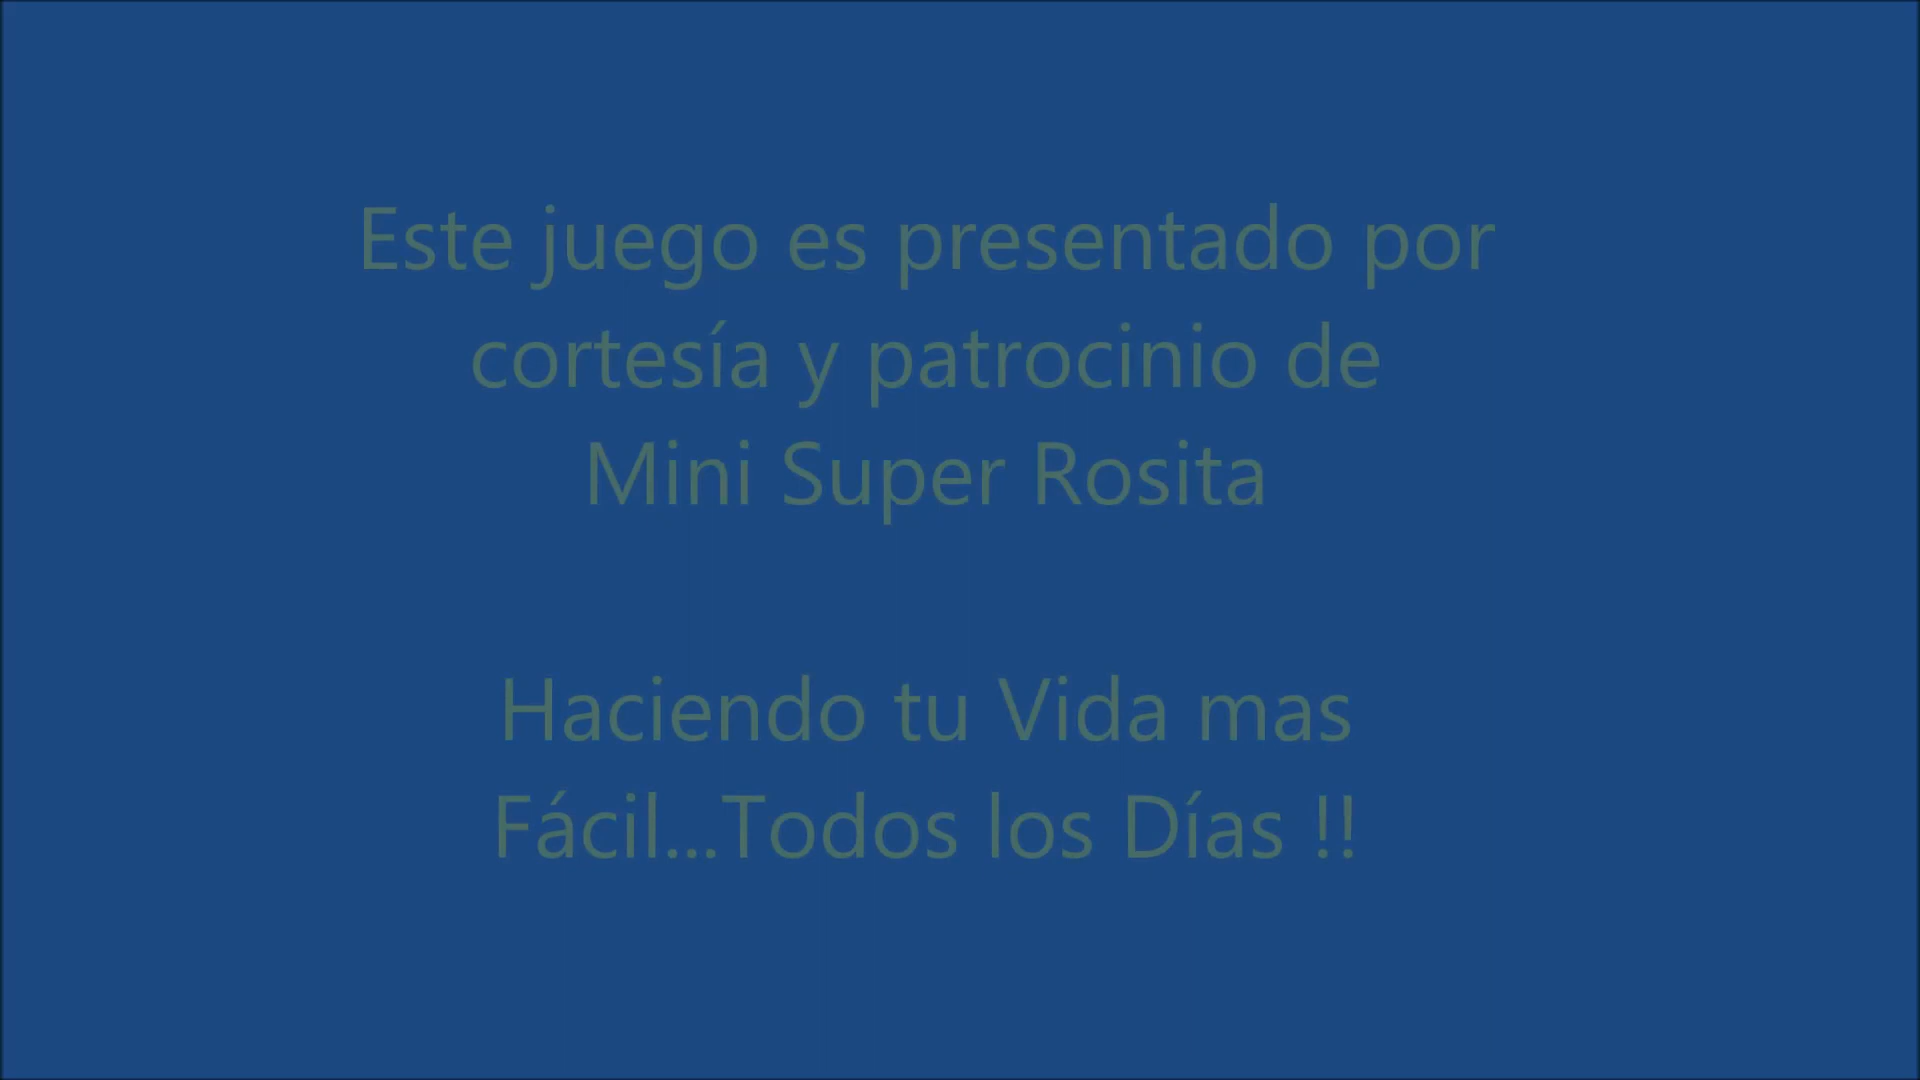 Este juego es presentado por
cortesía y patrocinio de
Mini Super Rosita
Haciendo tu Vida mas
Fácil...Todos los Días !!